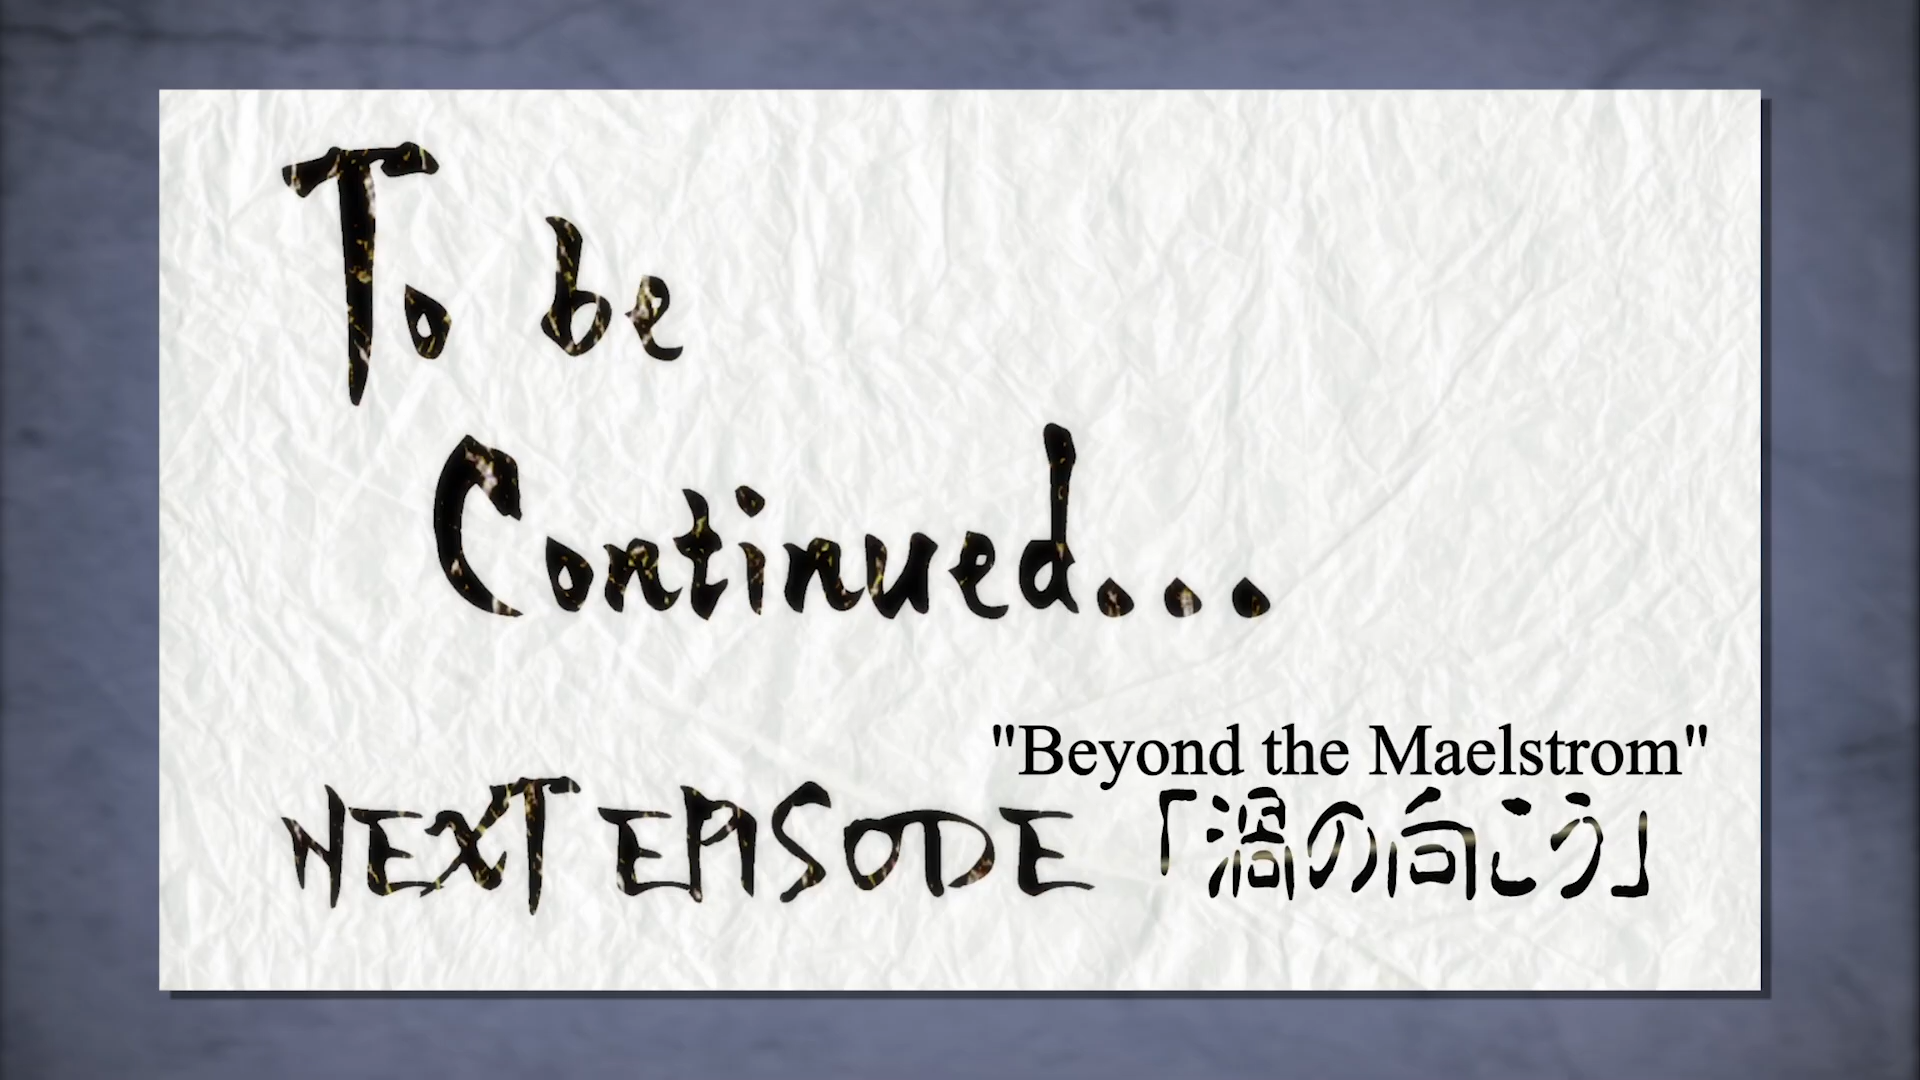 To be
Continued...
"Beyond the Maelstrom"
NEXT EPISODE「渦の向こう」